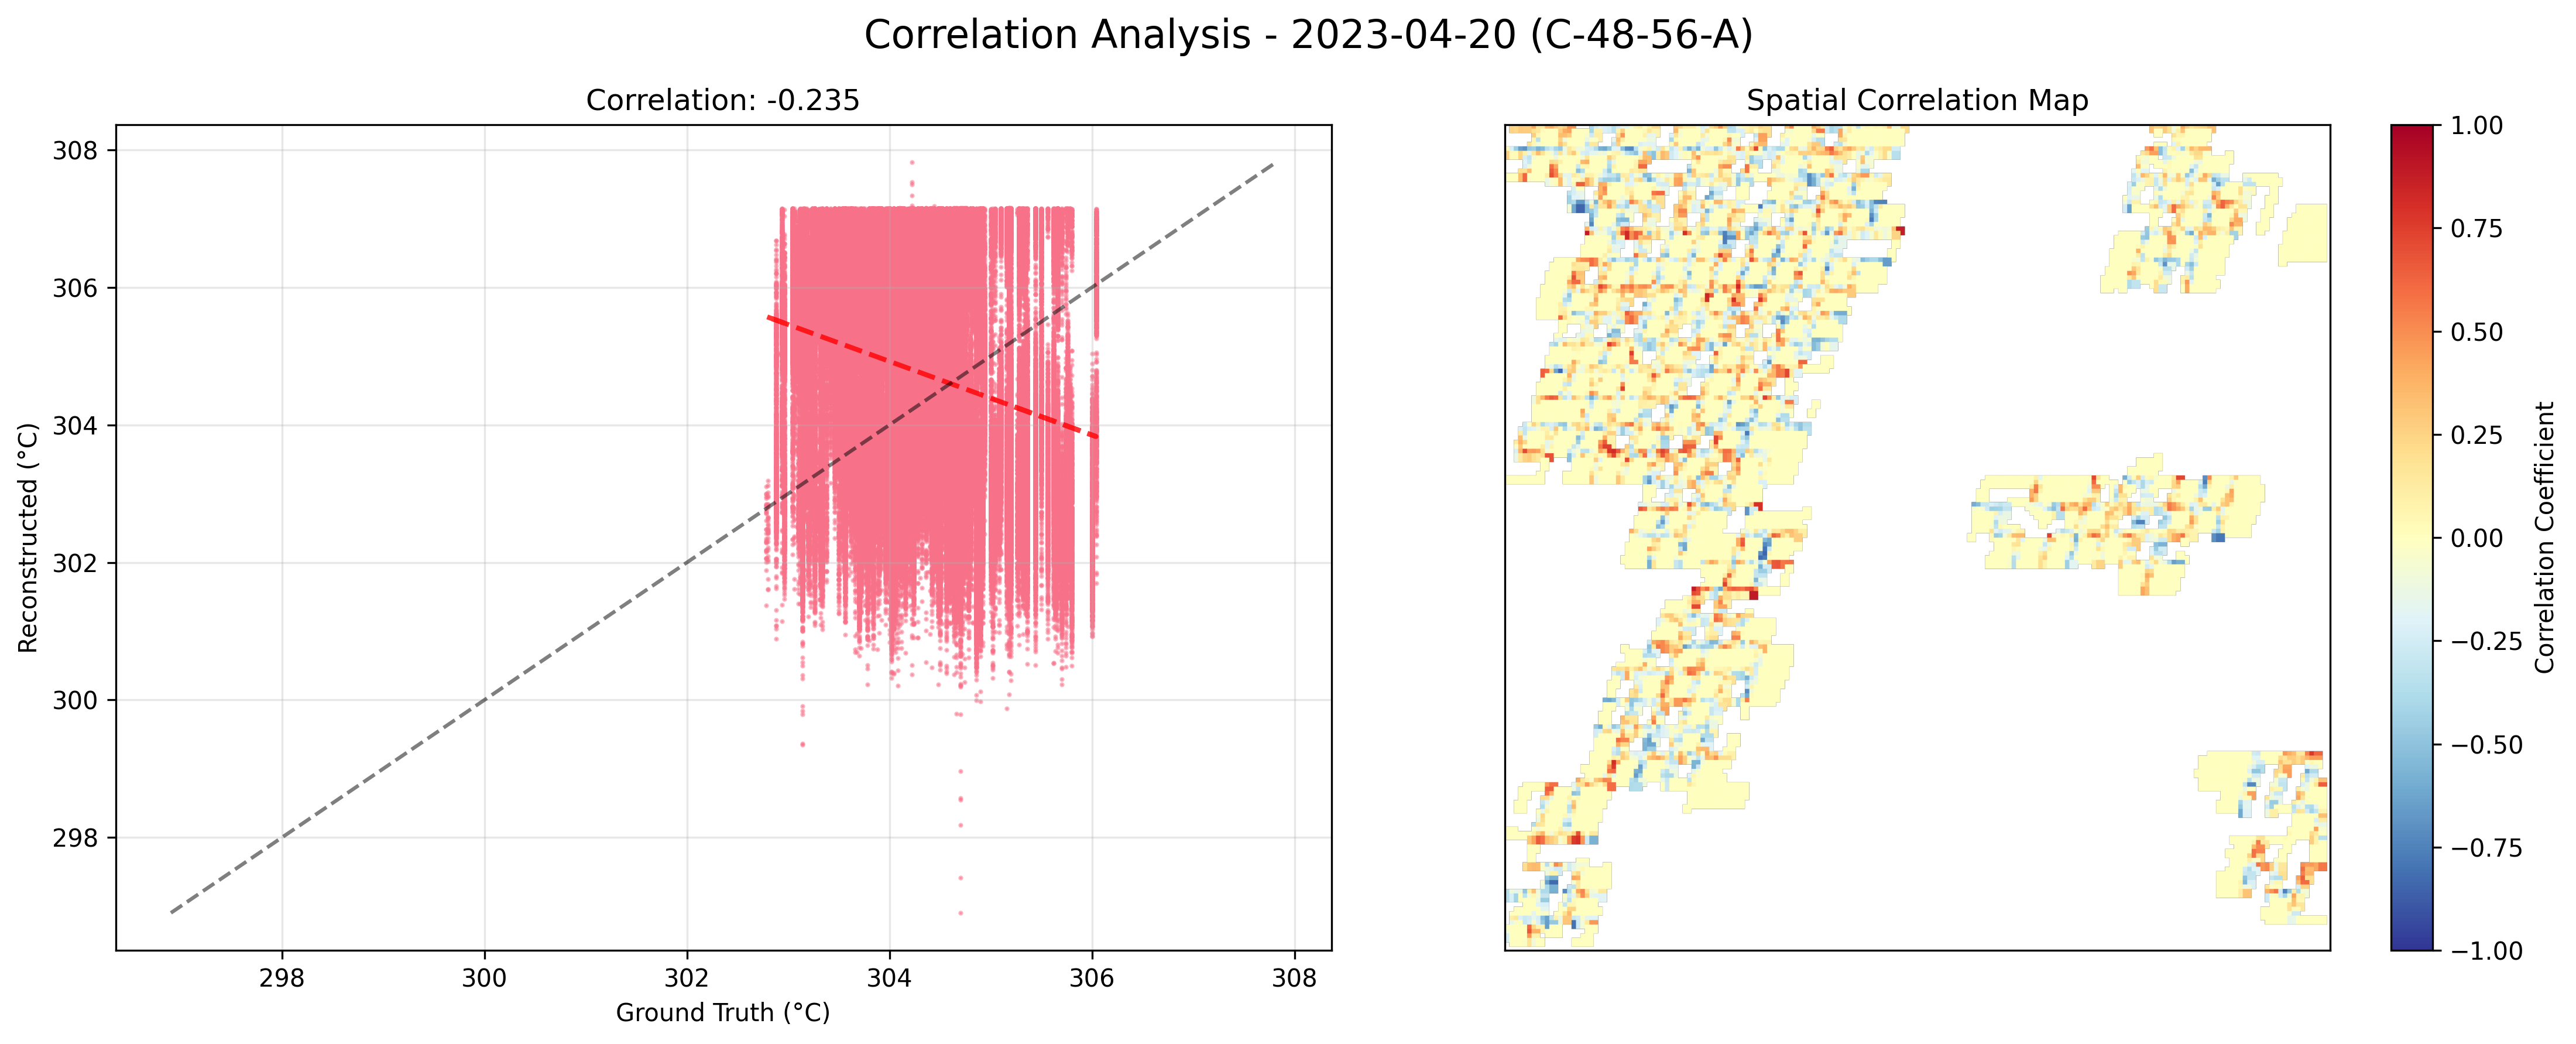 Correlation Analysis - 2023-04-20 (C-48-56-A)
Correlation: -0.235
308
306
304
302
300
298
Reconstructed (°C)
298 300 302 304 306 308
Ground Truth (°C)
Spatial Correlation Map
1.00
0.75
0.50
0.25
0.00
−0.25
−0.50
−0.75
−1.00
Correlation Coefficient